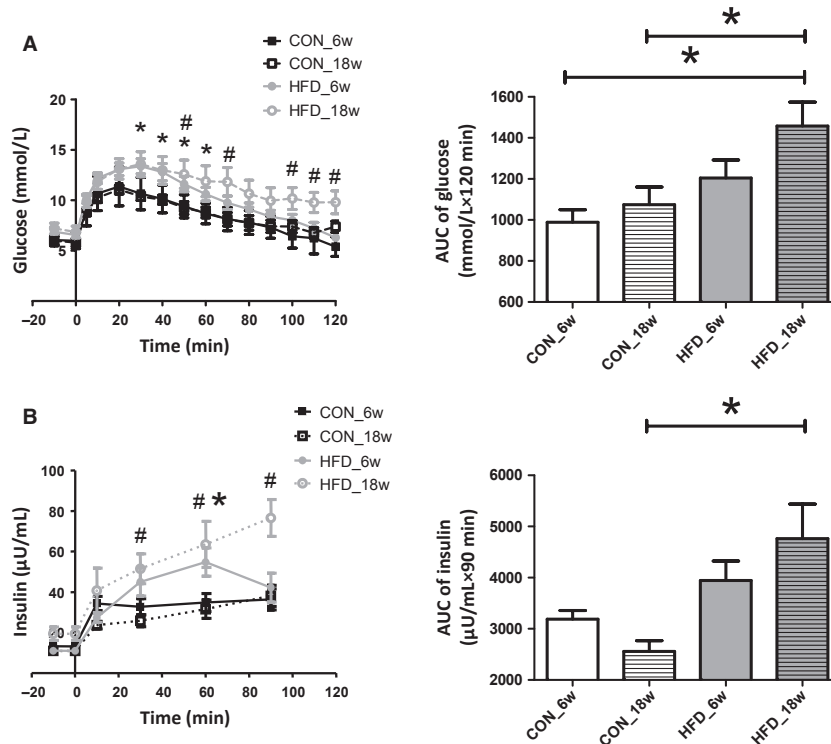 A
CON_6w
CON_18w
HFD_6w
HFD_18w
Glucose (mmol/L)
20
15
10
5
# 
* * * * # # # #
−20 0 20 40 60 80 100 120
Time (min)
*
*
AUC of glucose
(mmol/L×120 min)
1600
1400
1200
1000
800
600
CON_6w
CON_18w
HFD_6w
HFD_18w
B
CON_6w
CON_18w
HFD_6w
HFD_18w
Insulin (µU/mL)
100
80
60
40
20
# # * #
−20 0 20 40 60 80 100 120
Time (min)
*
AUC of insulin
(µU/mL×90 min)
6000
5000
4000
3000
2000
CON_6w
CON_18w
HFD_6w
HFD_18w